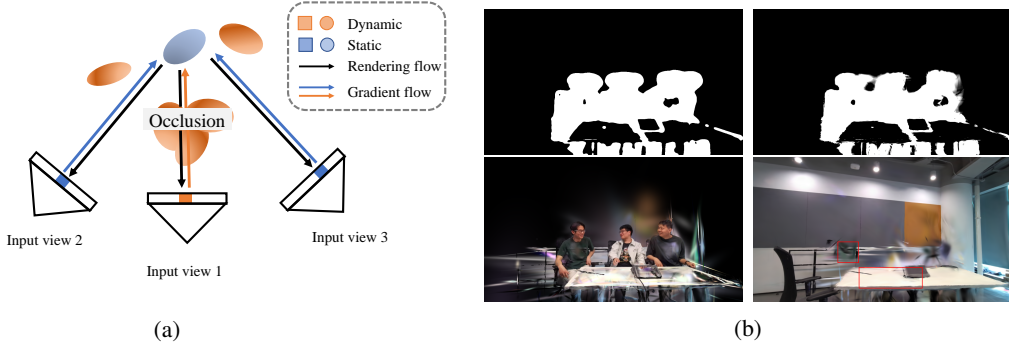 Dynamic
Static
Rendering flow
Gradient flow
Occlusion
Input view 2
Input view 3
Input view 1
(a)
(b)